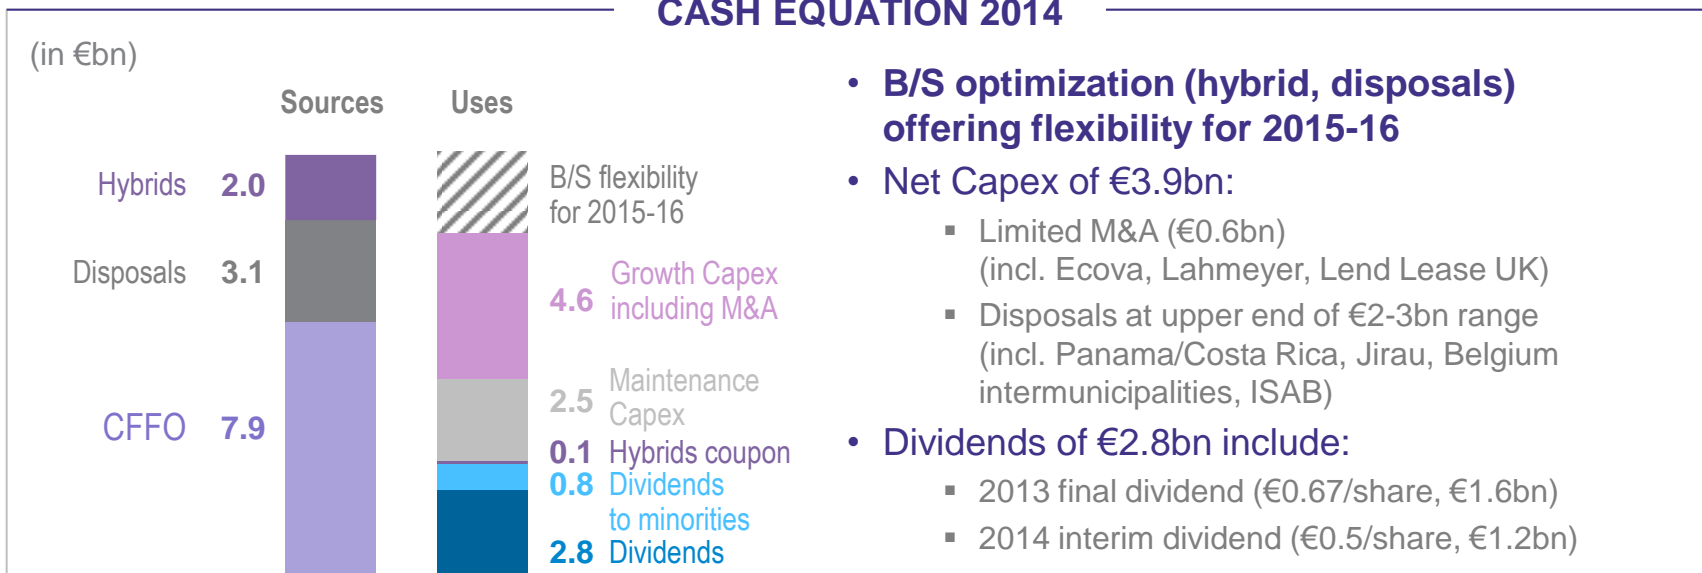 CASH EQUATION 2014
(in €bn)
Sources
Uses
Hybrids 2.0
Disposals 3.1
CFFO 7.9
B/S flexibility
for 2015-16
4.6 Growth Capex
including M&A
2.5 Maintenance
Capex
0.1 Hybrids coupon
0.8 Dividends
to minorities
2.8 Dividends
• B/S optimization (hybrid, disposals)
offering flexibility for 2015-16
• Net Capex of €3.9bn:
▪ Limited M&A (€0.6bn)
(incl. Ecova, Lahmeyer, Lend Lease UK)
▪ Disposals at upper end of €2-3bn range
(incl. Panama/Costa Rica, Jirau, Belgium
intermunicipalities, ISAB)
• Dividends of €2.8bn include:
▪ 2013 final dividend (€0.67/share, €1.6bn)
▪ 2014 interim dividend (€0.5/share, €1.2bn)